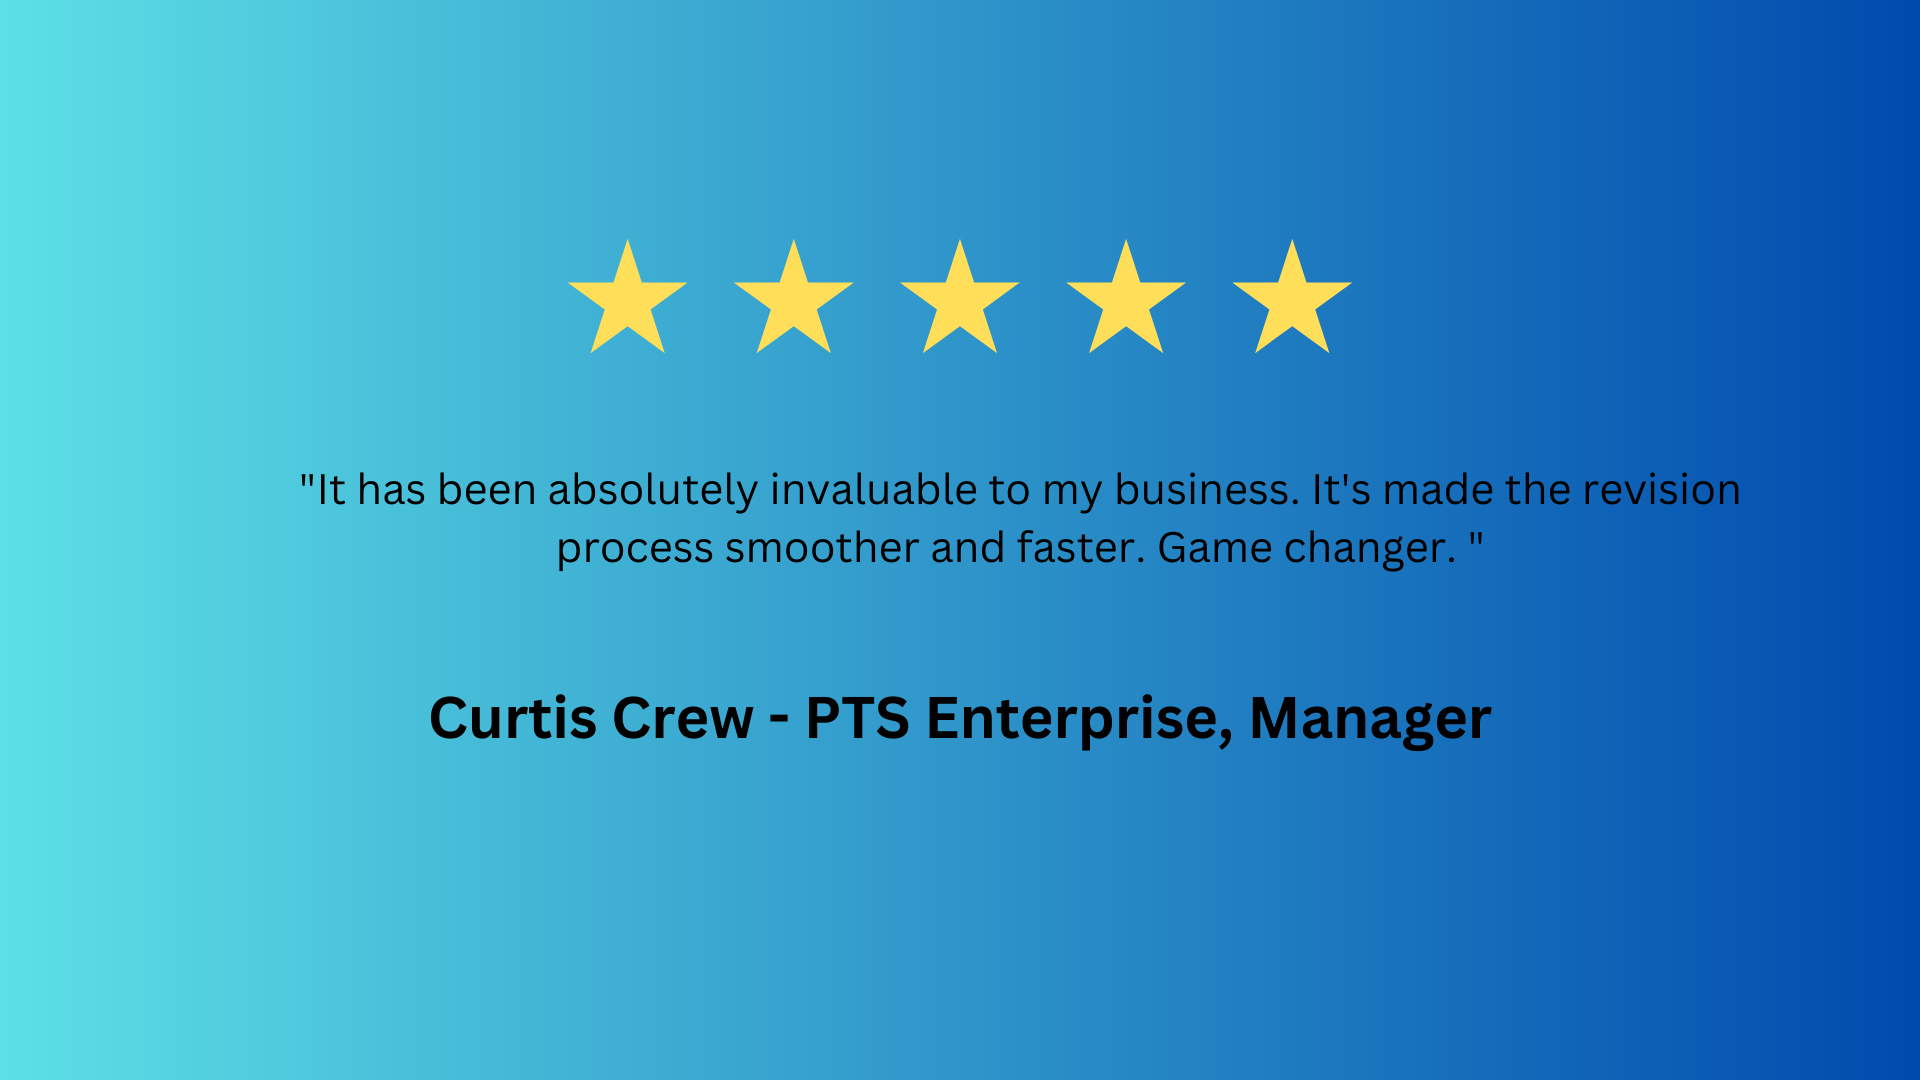 "It has been absolutely invaluable to my business. It's made the revision
process smoother and faster. Game changer. "
Curtis Crew - PTS Enterprise, Manager